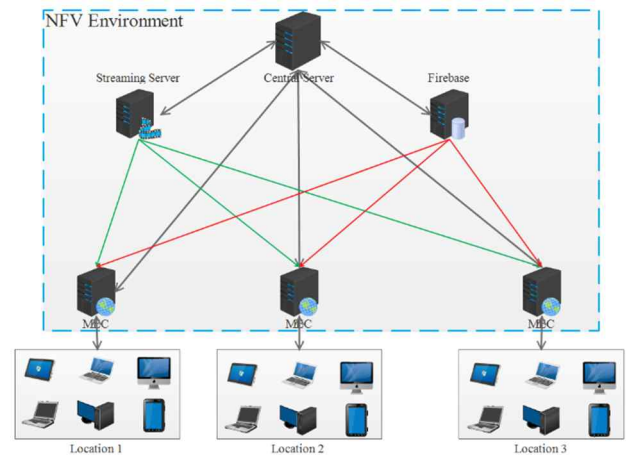 NFV Environment
Streaming Server
Central Server
Firebase
MEC
MEC
MEC
Location 1
Location 2
Location 3